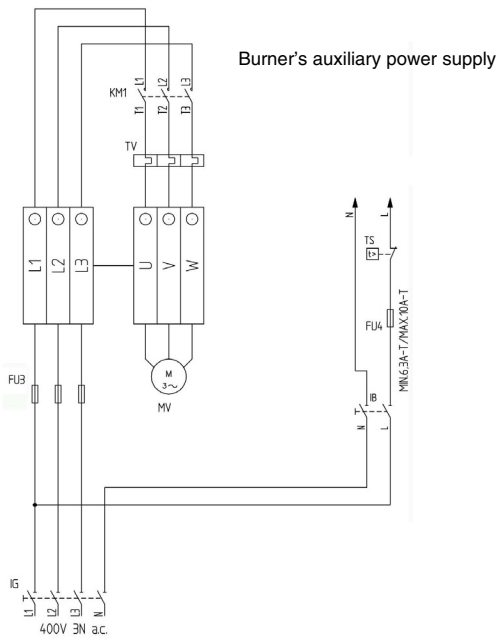 Burner's auxiliary power supply
L1 L2 L3
KM1
T1 T2 T3
TV
N L
TS
t>
L1 L2 L3 U V W
FU4
MIN.6,3A-T/MAX.10A-T
M
3~
MV
FU3
IB
N L
IG
L1 L2 L3 N
400V 3N a.c.